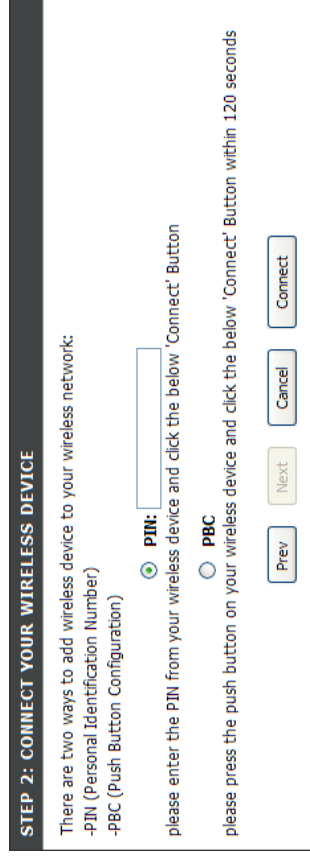 STEP 2: CONNECT YOUR WIRELESS DEVICE
There are two ways to add wireless device to your wireless network:
-PIN (Personal Identification Number)
-PBC (Push Button Configuration)
PIN:
please enter the PIN from your wireless device and click the below 'Connect' Button
PBC
please press the push button on your wireless device and click the below 'Connect' Button within 120 seconds
Prev Next Cancel Connect